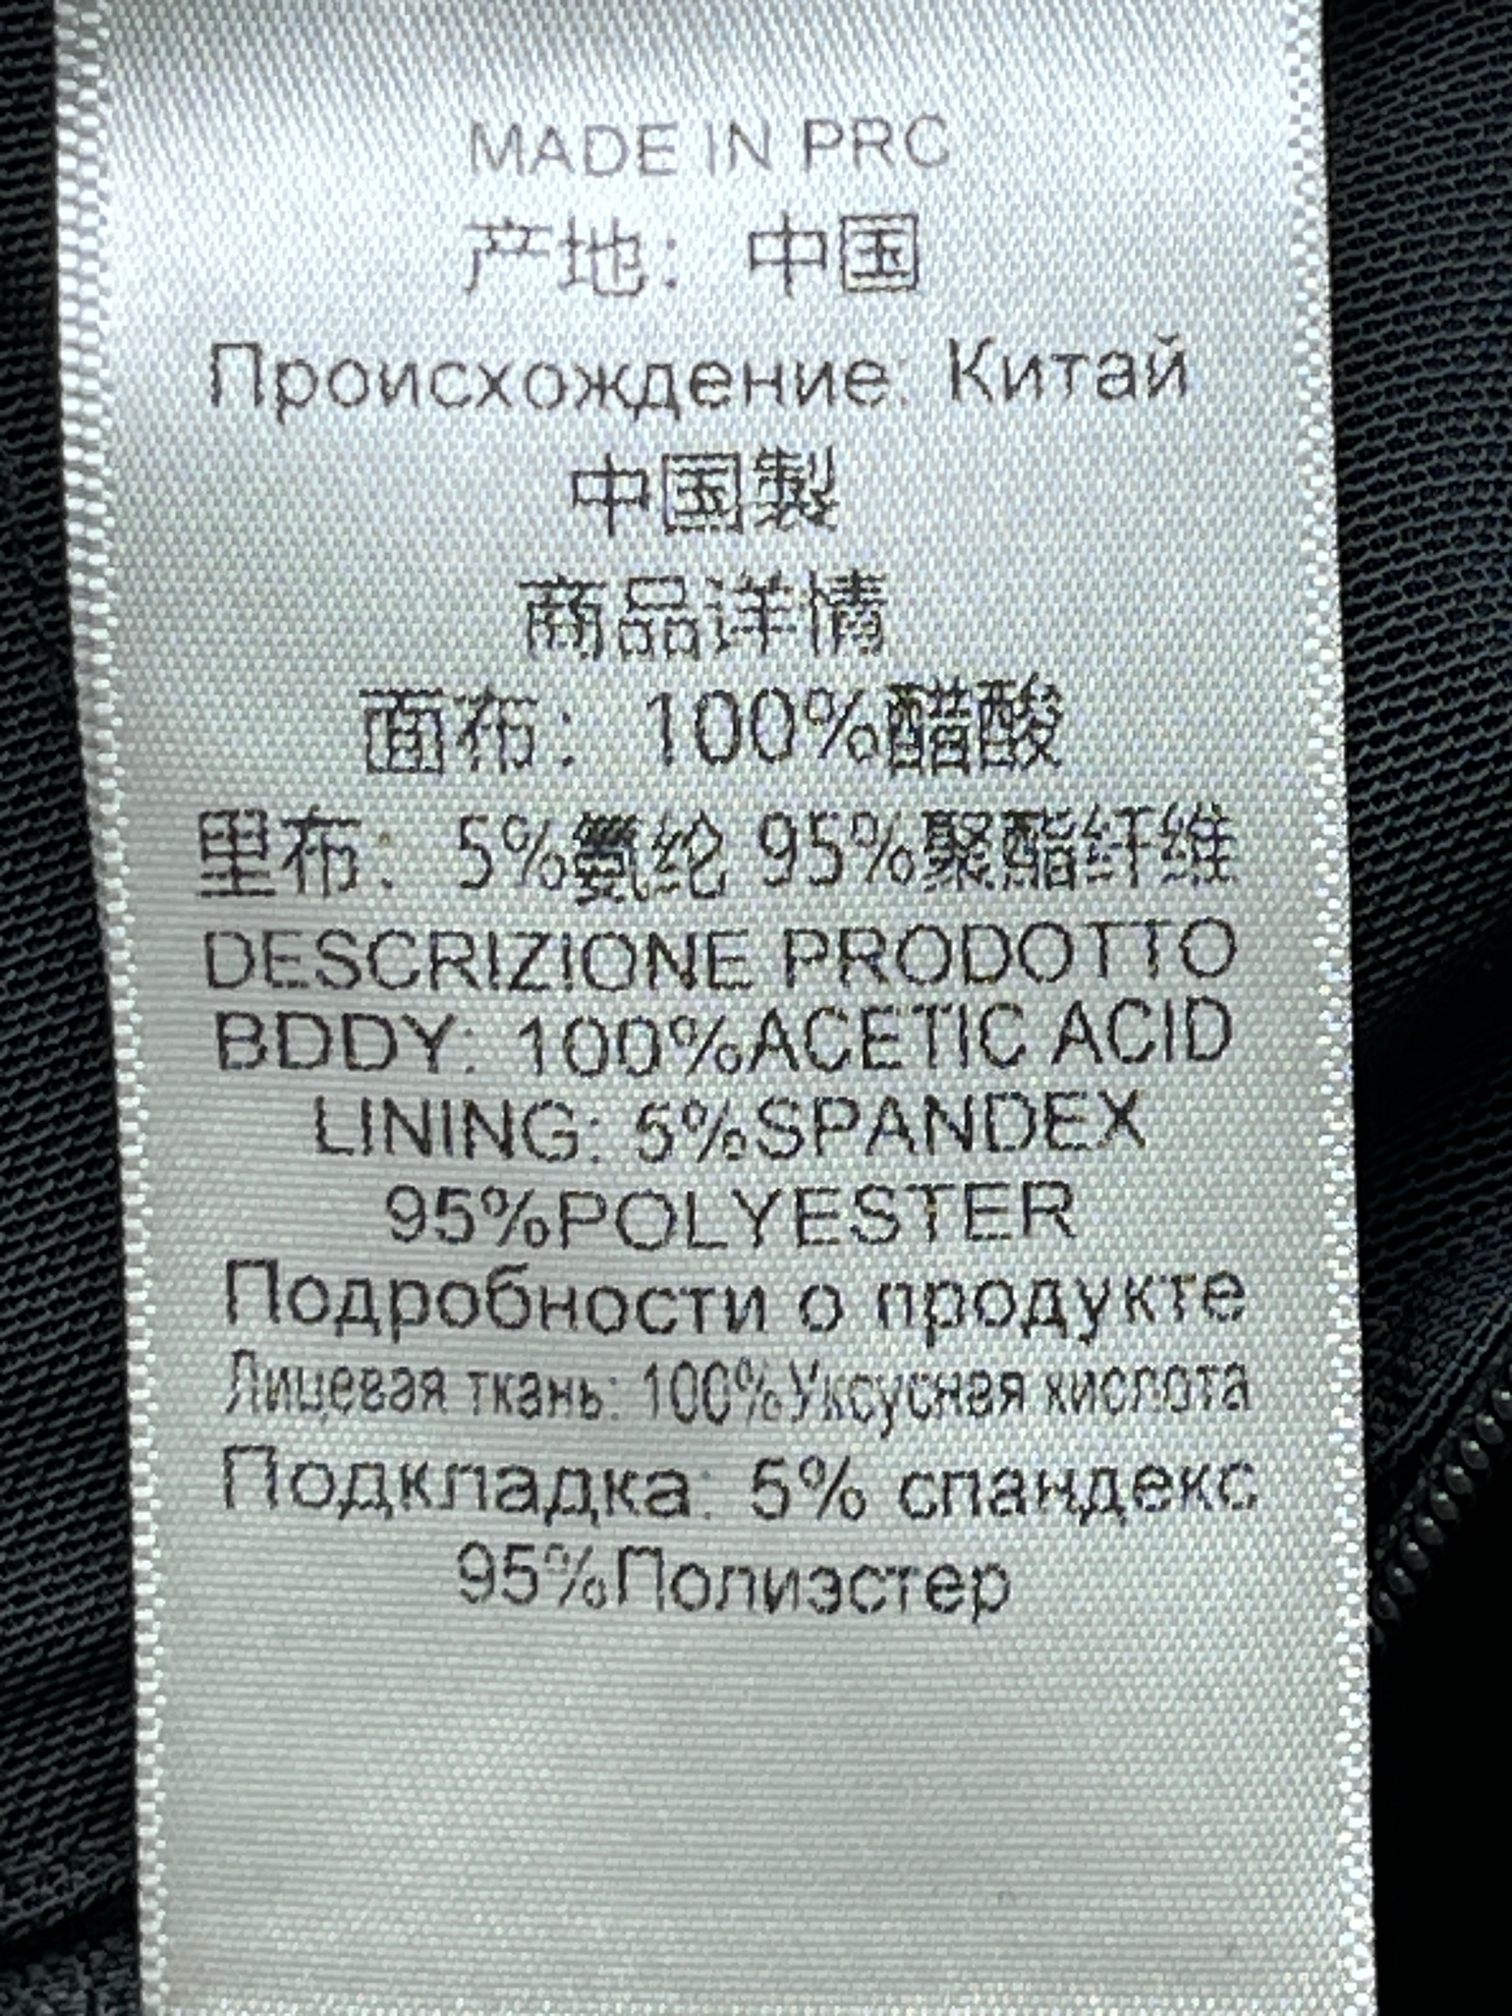 MADE IN PRC
产地：中国
Происхождение: Китай
中国製
商品详情
面布：100%醋酸
里布：5%氨纶 95%聚酯纤维
DESCRIZIONE PRODOTTO
BDDY: 100%ACETIC ACID
LINING: 5%SPANDEX
95%POLYESTER
Подробности о продукте
Лицевая ткань: 100%Уксусная кислота
Подкладка: 5% спандекс
95%Полиэстер